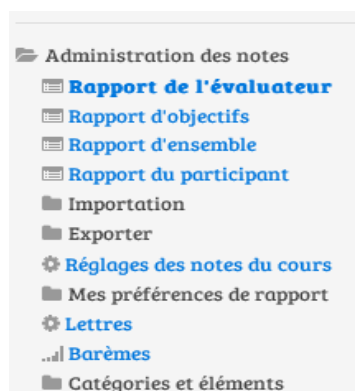 Administration des notes
Rapport de l'évaluateur
Rapport d'objectifs
Rapport d'ensemble
Rapport du participant
Importation
Exporter
Réglages des notes du cours
Mes préférences de rapport
Lettres
Barèmes
Catégories et éléments